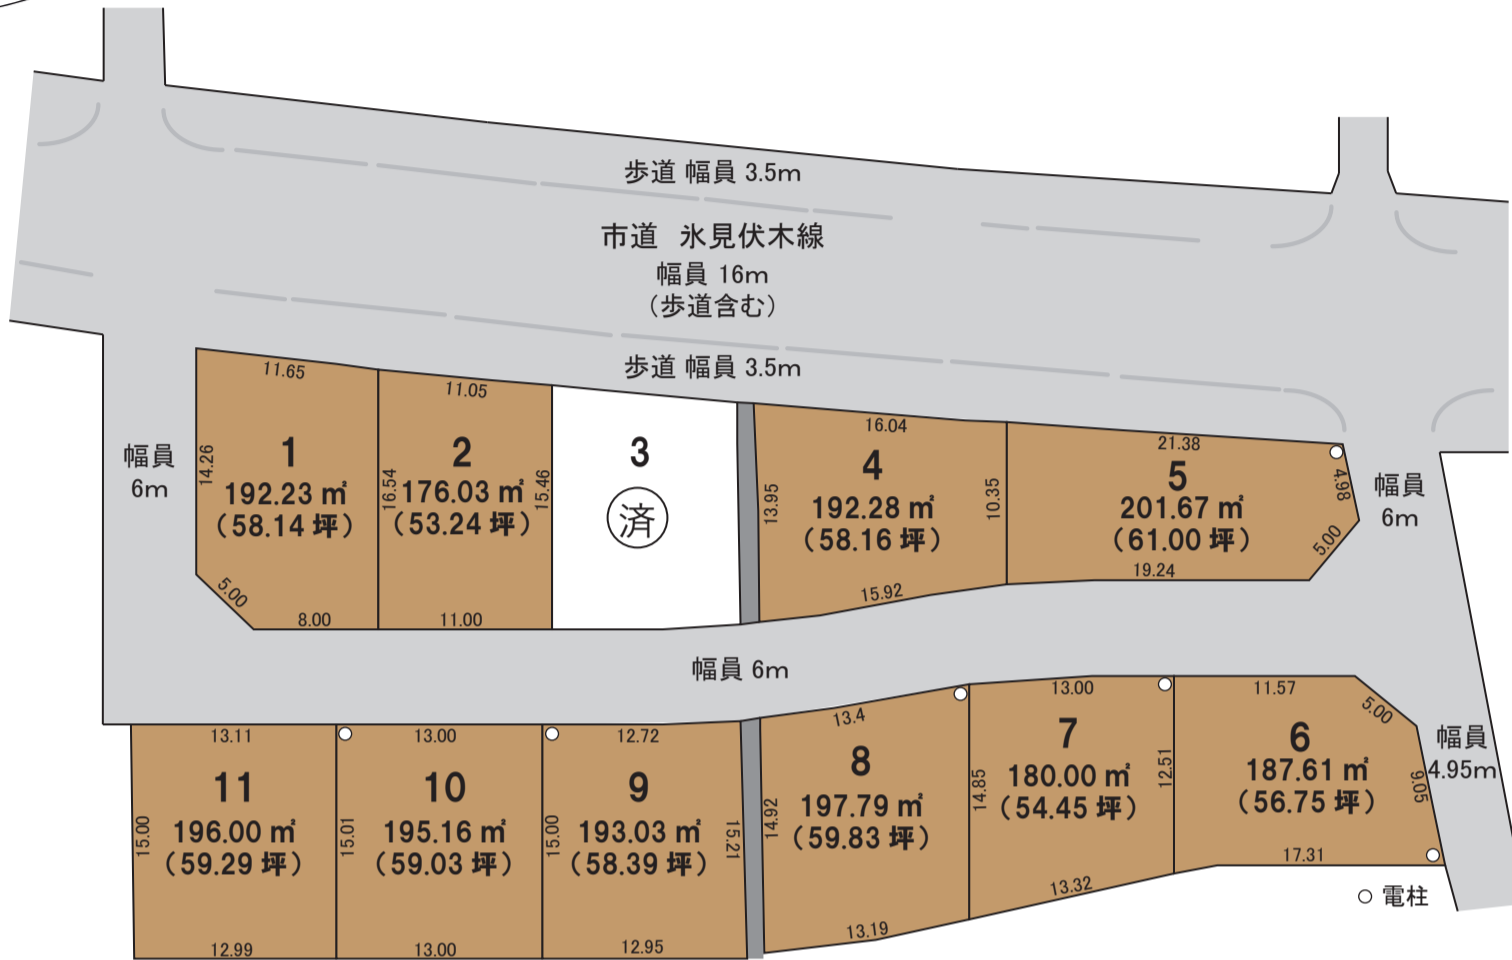 歩道 幅員 3.5m
市道 氷見伏木線
幅員 16m
（歩道含む）
歩道 幅員 3.5m
幅員
6m
11.65
14.26
1
192.23 ㎡
（58.14 坪）
5.00
8.00
11.05
16.54
2
176.03 ㎡
（53.24 坪）
15.46
11.00
3
済
16.04
13.95
4
192.28 ㎡
（58.16 坪）
10.35
15.92
21.38
5
201.67 ㎡
（61.00 坪）
4.98
5.00
19.24
幅員
6m
幅員 6m
13.11
15.00
11
196.00 ㎡
（59.29 坪）
12.99
13.00
15.01
10
195.16 ㎡
（59.03 坪）
13.00
12.72
15.00
9
193.03 ㎡
（58.39 坪）
15.21
12.95
13.4
14.92
8
197.79 ㎡
（59.83 坪）
13.19
13.00
14.85
7
180.00 ㎡
（54.45 坪）
12.51
13.32
11.57
5.00
6
187.61 ㎡
（56.75 坪）
9.05
17.31
幅員
4.95m
○ 電柱